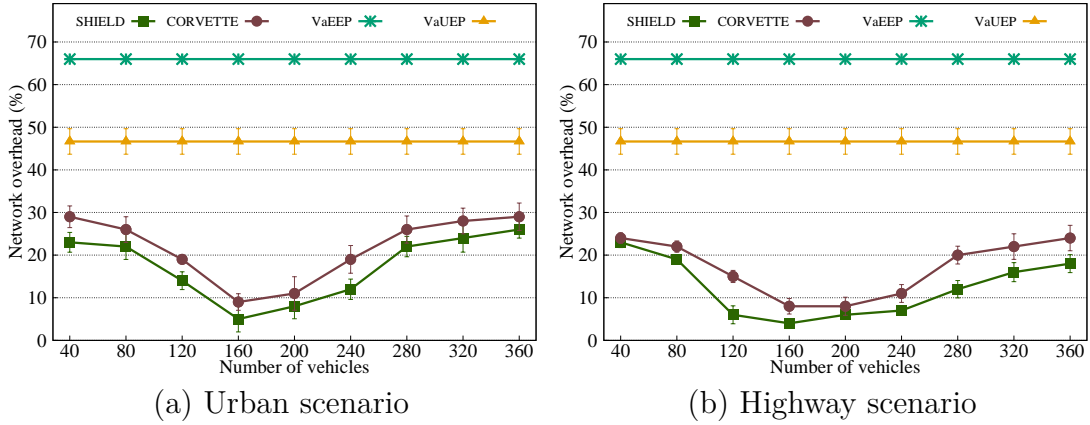 SHIELD CORVETTE VaEEP VaUEP
70
60
50
40
30
20
10
0
Network overhead (%)
40 80 120 160 200 240 280 320 360
Number of vehicles
(a) Urban scenario
SHIELD CORVETTE VaEEP VaUEP
70
60
50
40
30
20
10
0
Network overhead (%)
40 80 120 160 200 240 280 320 360
Number of vehicles
(b) Highway scenario